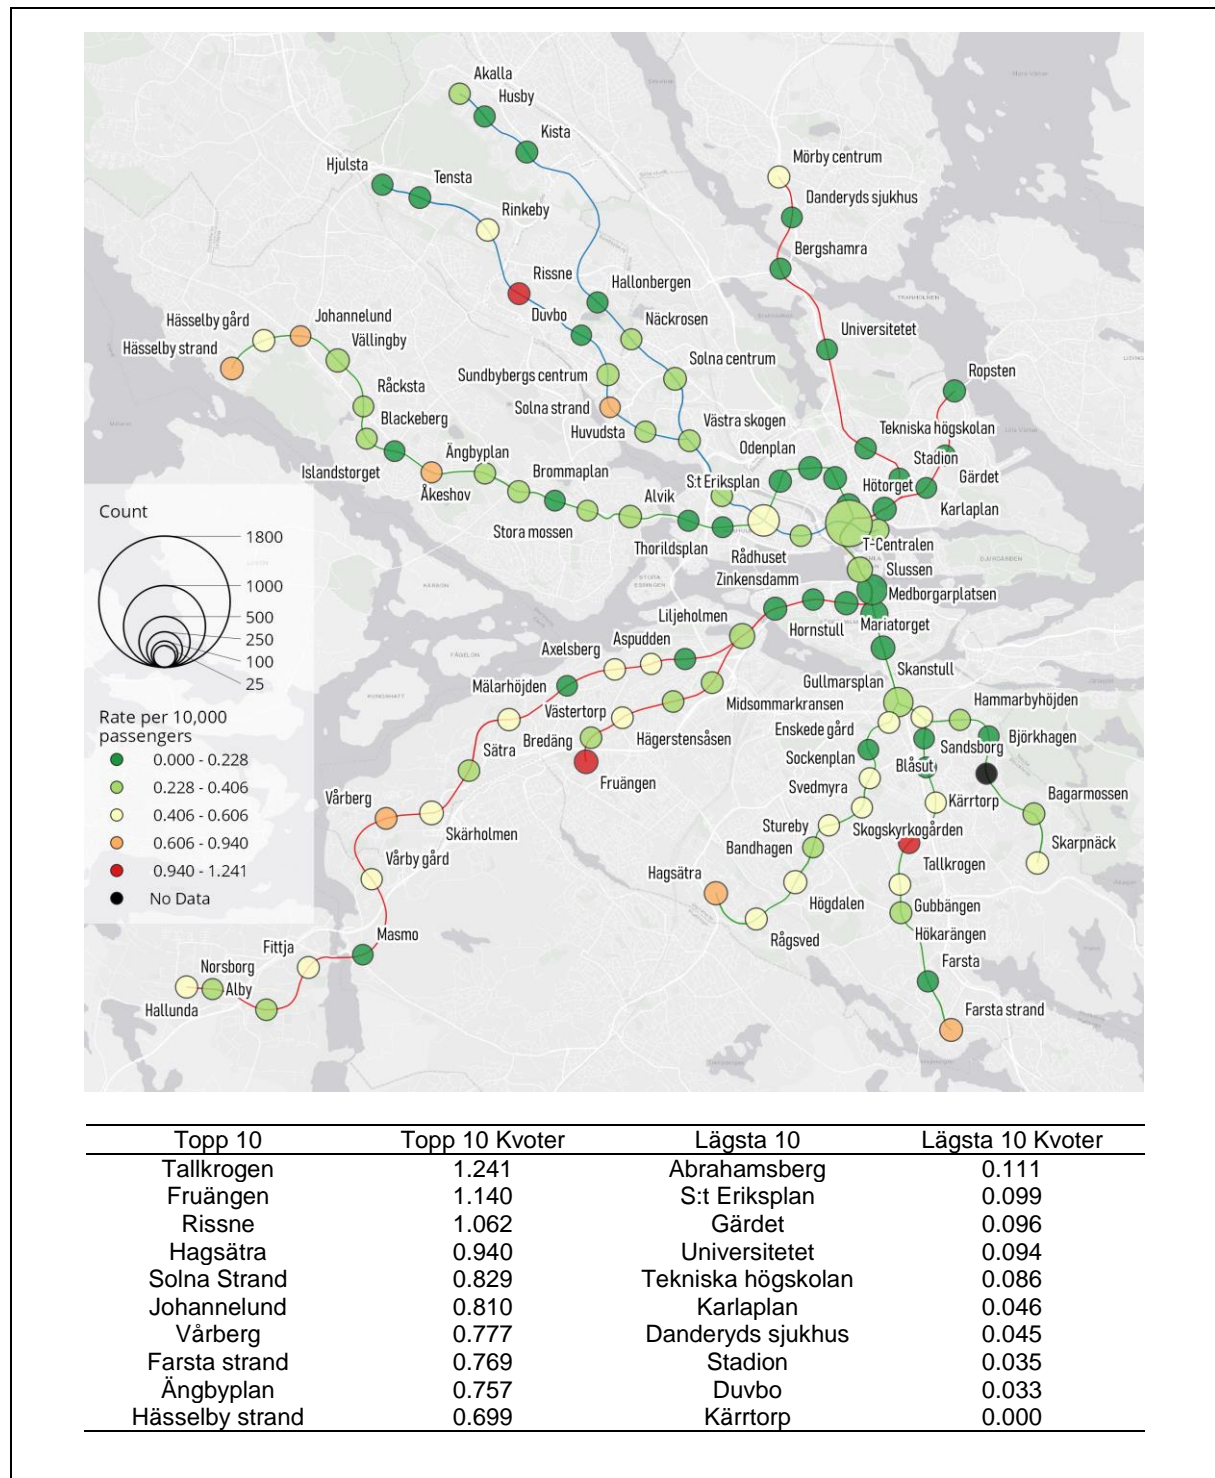 Akalla
Husby
Kista
Hjulsta
Tensta
Rinkeby
Mörby centrum
Danderyds sjukhus
Bergshamra
Rissne
Hallonbergen
Duvbo
Näckrosen
Universitetet
Hässelby gård
Johannelund
Hässelby strand
Vällingby
Solna centrum
Sundbybergs centrum
Ropsten
Råcksta
Solna strand
Blackeberg
Huvudsta
Västra skogen
Tekniska högskolan
Odenplan
Ängbyplan
Stadion
Islandstorget
Brommaplan
Gärdet
Åkeshov
S:t Eriksplan
Hötorget
Alvik
Karlaplan
Stora mossen
Thorildsplan
Rådhuset
T-Centralen
Slussen
Zinkensdamm
Medborgarplatsen
Liljeholmen
Hornstull
Mariatorget
Axelsberg
Aspudden
Skanstull
Mälarhöjden
Gullmarsplan
Hammarbyhöjden
Västertorp
Midsommarkransen
Enskede gård
Björkhagen
Bredäng
Hägerstensåsen
Sandsborg
Sätra
Sockenplan
Blåsut
Fruängen
Svedmyra
Bagarmossen
Vårberg
Kärrtorp
Skärholmen
Stureby
Skogskyrkogården
Skarpnäck
Bandhagen
Vårby gård
Tallkrogen
Hagsätra
Högdalen
Gubbängen
Rågsved
Hökarängen
Masmo
Fittja
Farsta
Norsborg
Alby
Hallunda
Farsta strand
Count
1800
1000
500
250
100
25
Rate per 10,000
passengers
0.000 - 0.228
0.228 - 0.406
0.406 - 0.606
0.606 - 0.940
0.940 - 1.241
No Data
Topp 10 Topp 10 Kvoter Lägsta 10 Lägsta 10 Kvoter
Tallkrogen 1.241 Abrahamsberg 0.111
Fruängen 1.140 S:t Eriksplan 0.099
Rissne 1.062 Gärdet 0.096
Hagsätra 0.940 Universitetet 0.094
Solna Strand 0.829 Tekniska högskolan 0.086
Johannelund 0.810 Karlaplan 0.046
Vårberg 0.777 Danderyds sjukhus 0.045
Farsta strand 0.769 Stadion 0.035
Ängbyplan 0.757 Duvbo 0.033
Hässelby strand 0.699 Kärrtorp 0.000